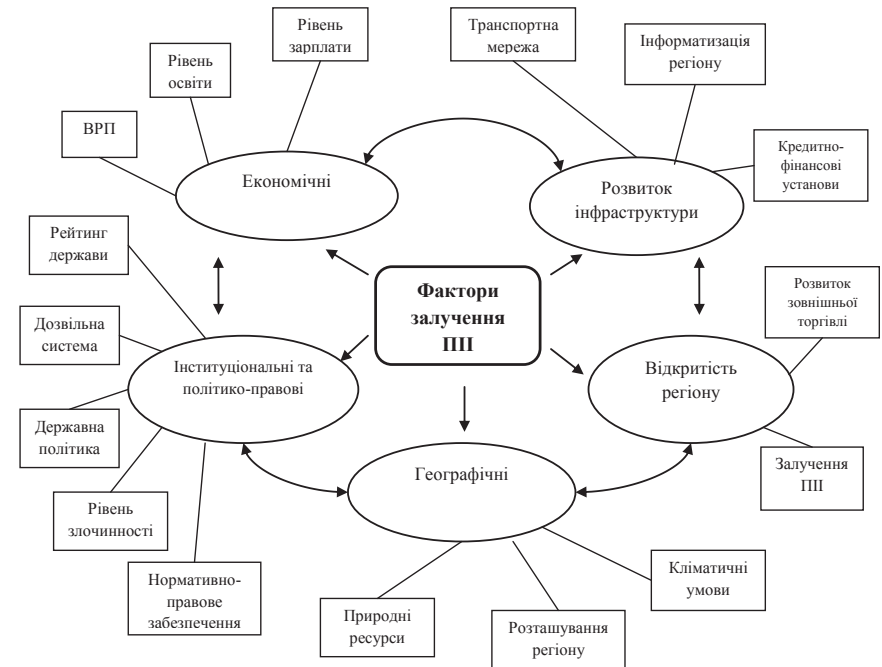 Транспортна
мережа
Рівень
зарплати
Інформатизація
регіону
Рівень
освіти
ВРП
Кредитно-
фінансові
установи
Економічні
Розвиток
інфраструктури
Рейтинг
держави
Фактори
залучення
ПІІ
Розвиток
зовнішньої
торгівлі
Дозвільна
система
Інституціональні та
політико-правові
Відкритість
регіону
Державна
політика
Географічні
Залучення
ПІІ
Рівень
злочинності
Кліматичні
умови
Нормативно-
правове
забезпечення
Природні
ресурси
Розташування
регіону